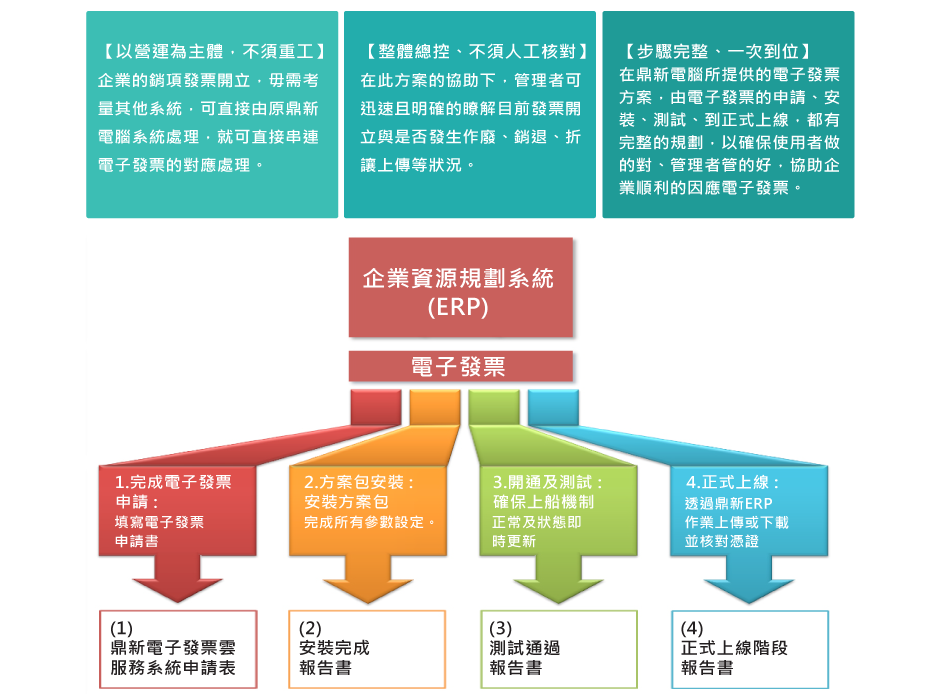 【以營運為主體，不須重工】
企業的銷項發票開立，毋需考
量其他系統，可直接由原鼎新
電腦系統處理，就可直接串連
電子發票的對應處理。
【整體總控、不須人工核對】
在此方案的協助下，管理者可
迅速且明確的瞭解目前發票開
立與是否發生作廢、銷退、折
讓上傳等狀況。
【步驟完整、一次到位】
在鼎新電腦所提供的電子發票
方案，由電子發票的申請、安
裝、測試、到正式上線，都有
完整的規劃，以確保使用者做
的對、管理者管的好，協助企
業順利的因應電子發票。
企業資源規劃系統
(ERP)
電子發票
1.完成電子發票
申請：
填寫電子發票
申請書
2.方案包安裝：
安裝方案包
完成所有參數設定。
3.開通及測試：
確保上船機制
正常及狀態即
時更新
4.正式上線：
透過鼎新ERP
作業上傳或下載
並核對憑證
(1)
鼎新電子發票雲
服務系統申請表
(2)
安裝完成
報告書
(3)
測試通過
報告書
(4)
正式上線階段
報告書